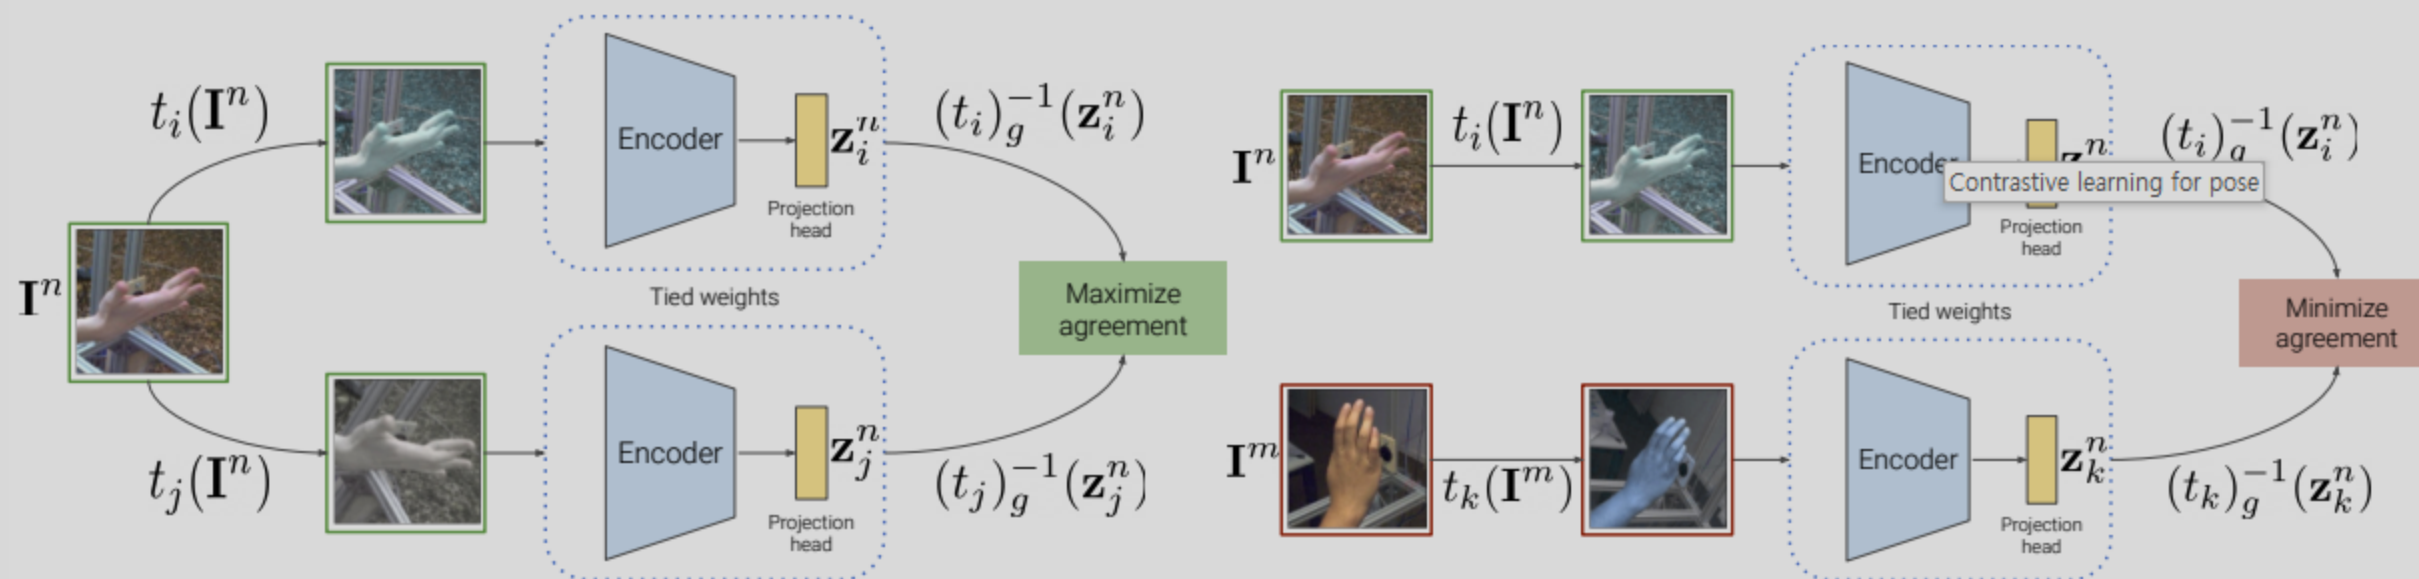 t_i(I^n)
Encoder
z_i^n
Projection
head
(t_i)_g^{-1}(z_i^n)
I^n
Tied weights
Maximize
agreement
t_j(I^n)
Encoder
z_j^n
Projection
head
(t_j)_g^{-1}(z_j^n)
I^n
t_i(I^n)
Encoder
Projection
head
(t_i)_g^{-1}(z_i^n)
Contrastive learning for pose
Tied weights
Minimize
agreement
I^m
t_k(I^m)
Encoder
z_k^n
Projection
head
(t_k)_g^{-1}(z_k^n)